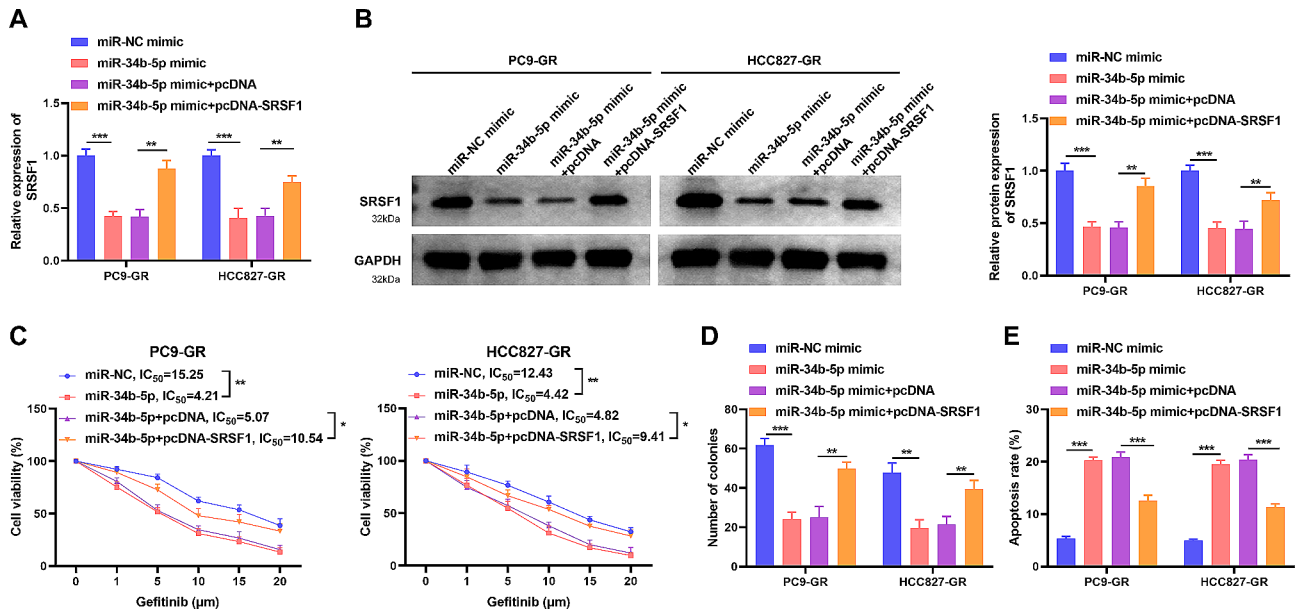 A
miR-NC mimic
miR-34b-5p mimic
miR-34b-5p mimic+pcDNA
miR-34b-5p mimic+pcDNA-SRSF1
Relative expression of
SRSF1
1.5
1.0
0.5
0.0
***
**
***
**
PC9-GR
HCC827-GR
B
PC9-GR
HCC827-GR
miR-NC mimic
miR-34b-5p mimic
miR-34b-5p mimic
+pcDNA
miR-34b-5p mimic
+pcDNA-SRSF1
miR-NC mimic
miR-34b-5p mimic
miR-34b-5p mimic
+pcDNA
miR-34b-5p mimic
+pcDNA-SRSF1
SRSF1
32kDa
GAPDH
32kDa
miR-NC mimic
miR-34b-5p mimic
miR-34b-5p mimic+pcDNA
miR-34b-5p mimic+pcDNA-SRSF1
Relative protein expression
of SRSF1
1.5
1.0
0.5
0.0
***
**
***
**
PC9-GR
HCC827-GR
C
PC9-GR
miR-NC, IC50=15.25
miR-34b-5p, IC50=4.21
**
miR-34b-5p+pcDNA, IC50=5.07
miR-34b-5p+pcDNA-SRSF1, IC50=10.54
*
Cell viability (%)
150
100
50
0
0 1 5 10 15 20
Gefitinib (μm)
HCC827-GR
miR-NC, IC50=12.43
miR-34b-5p, IC50=4.42
**
miR-34b-5p+pcDNA, IC50=4.82
miR-34b-5p+pcDNA-SRSF1, IC50=9.41
*
Cell viability (%)
150
100
50
0
0 1 5 10 15 20
Gefitinib (μm)
D
miR-NC mimic
miR-34b-5p mimic
miR-34b-5p mimic+pcDNA
miR-34b-5p mimic+pcDNA-SRSF1
Number of colonies
80
60
40
20
0
***
**
**
**
PC9-GR
HCC827-GR
E
miR-NC mimic
miR-34b-5p mimic
miR-34b-5p mimic+pcDNA
miR-34b-5p mimic+pcDNA-SRSF1
Apoptosis rate (%)
30
20
10
0
***
***
***
***
PC9-GR
HCC827-GR